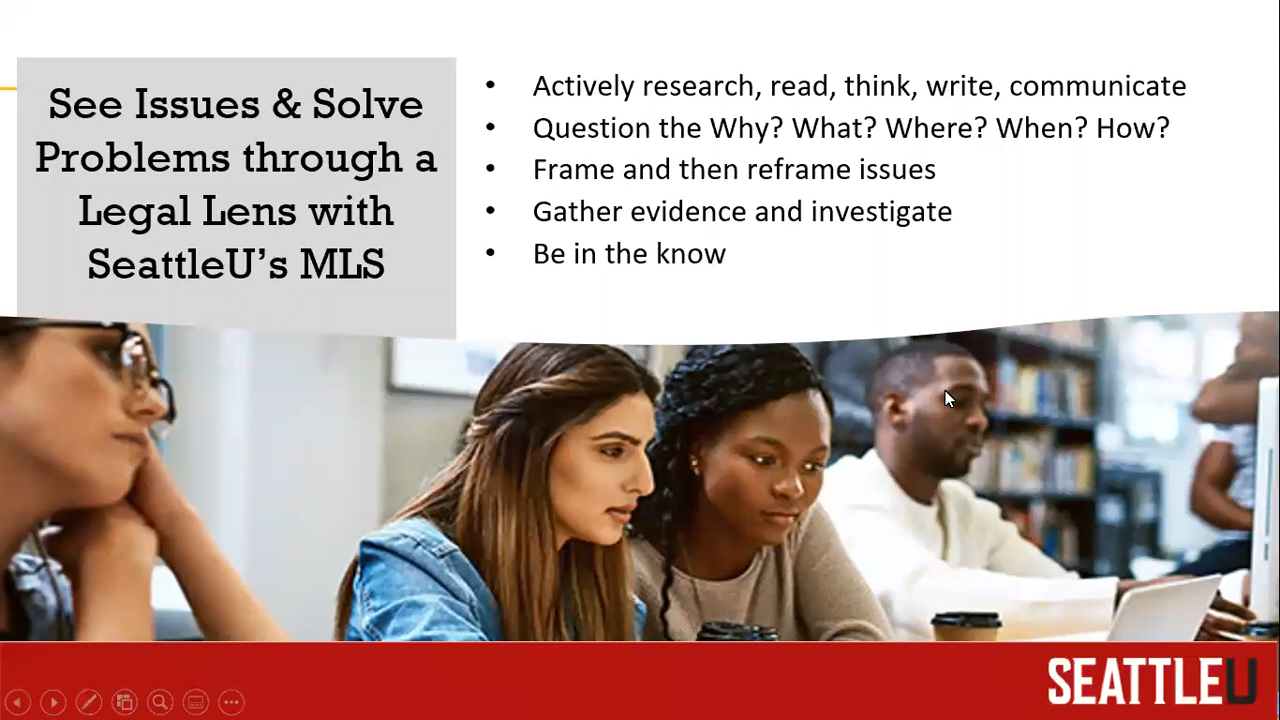 See Issues & Solve
Problems through a
Legal Lens with
SeattleU’s MLS
• Actively research, read, think, write, communicate
• Question the Why? What? Where? When? How?
• Frame and then reframe issues
• Gather evidence and investigate
• Be in the know
SEATTLEU